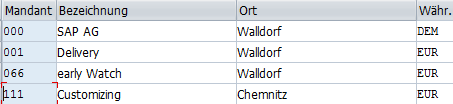 Mandant Bezeichnung Ort Währ.
000 SAP AG Walldorf DEM
001 Delivery Walldorf EUR
066 early Watch Walldorf EUR
111 Customizing Chemnitz EUR